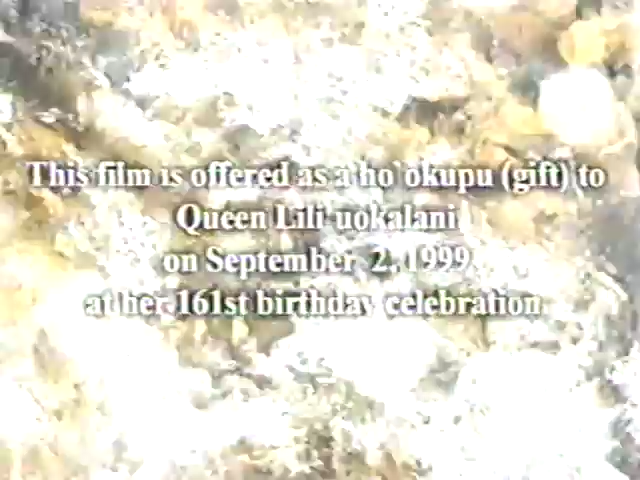 This film is offered as a ho`okupu (gift) to
Queen Lili`uokalani
on September 2, 1999
at her 161st birthday celebration